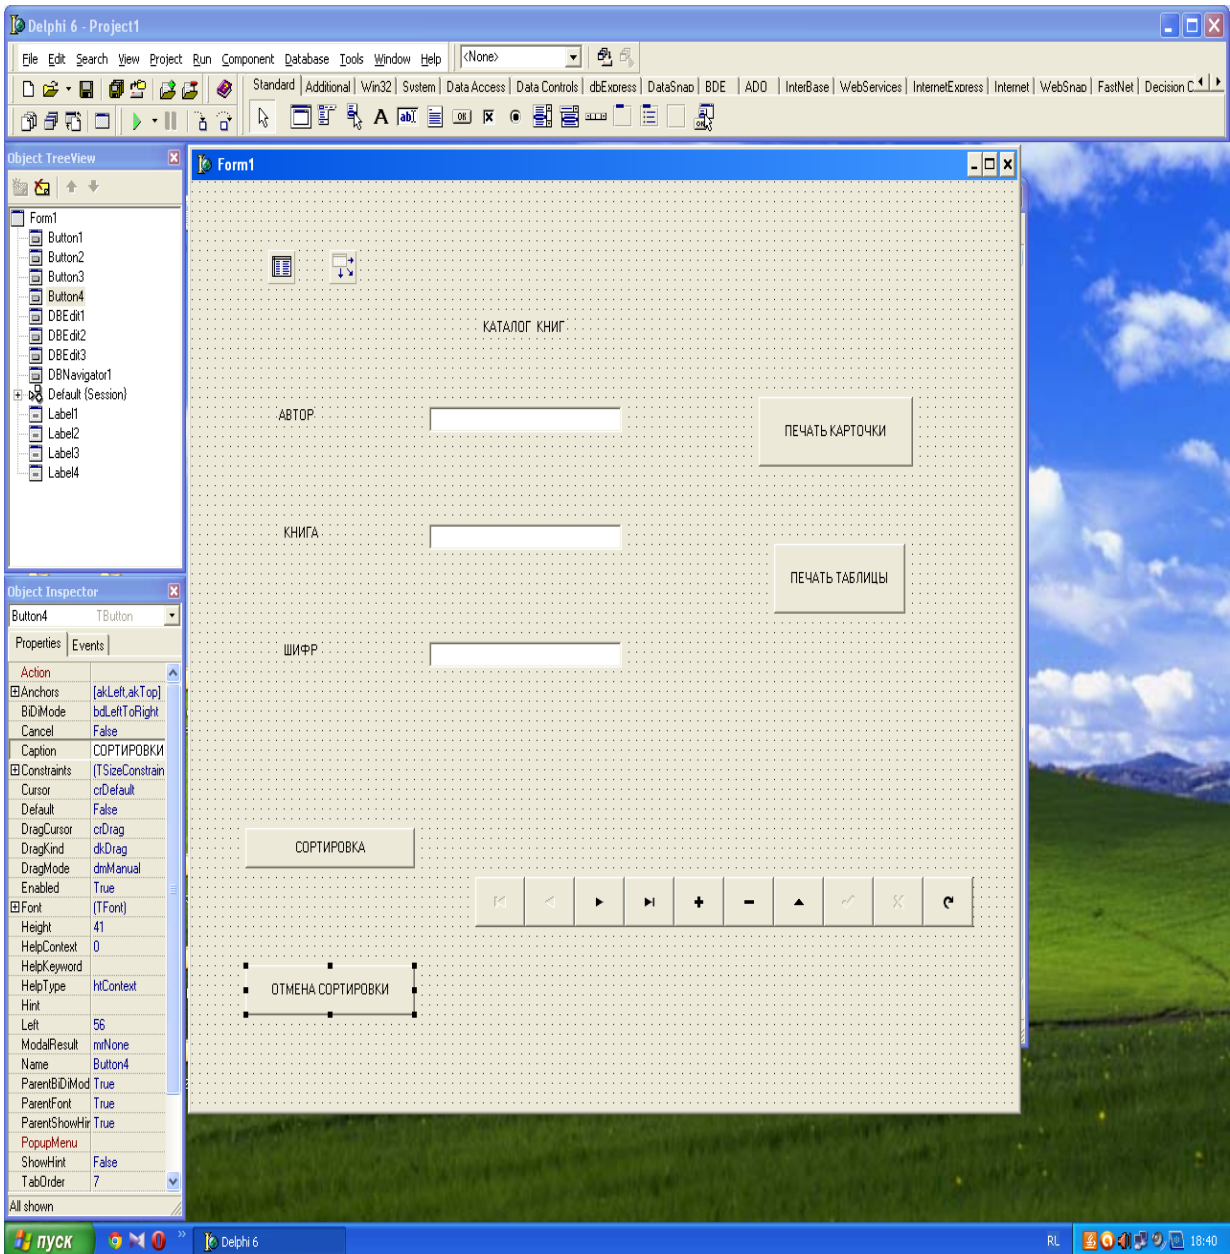 Delphi 6 - Project1
File Edit Search View Project Run Component Database Tools Window Help <None>
Standard Additional Win32 System Data Access Data Controls dbExpress DataSnap BDE ADO InterBase WebServices InternetExpress Internet WebSnap FastNet Decision C
Object TreeView
Form1
Button1
Button2
Button3
Button4
DBEdit1
DBEdit2
DBEdit3
DBNavigator1
Default {Session}
Label1
Label2
Label3
Label4
Form1
КАТАЛОГ КНИГ
АВТОР
ПЕЧАТЬ КАРТОЧКИ
КНИГА
ПЕЧАТЬ ТАБЛИЦЫ
ШИФР
СОРТИРОВКА
ОТМЕНА СОРТИРОВКИ
Object Inspector
Button4 TButton
Properties Events
Action
Anchors [akLeft,akTop]
BiDiMode bdLeftToRight
Cancel False
Caption СОРТИРОВКИ
Constraints (TSizeConstrain
Cursor crDefault
Default False
DragCursor crDrag
DragKind dkDrag
DragMode dmManual
Enabled True
Font (TFont)
Height 41
HelpContext 0
HelpKeyword
HelpType htContext
Hint
Left 56
ModalResult mrNone
Name Button4
ParentBiDiMod True
ParentFont True
ParentShowHir True
PopupMenu
ShowHint False
TabOrder 7
All shown
пуск
Delphi 6
RL
18:40